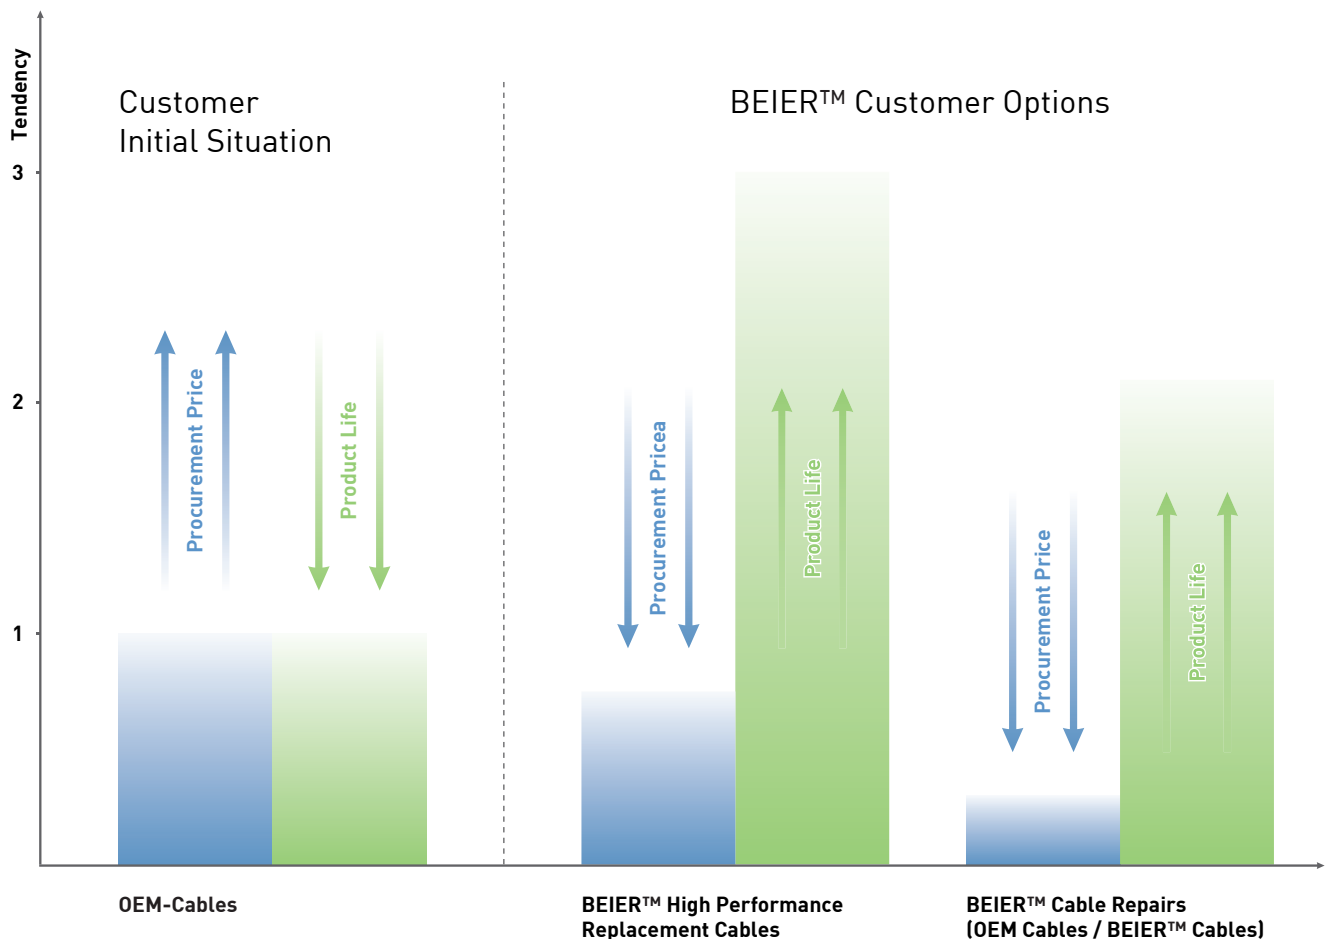 Tendency
Customer
Initial Situation
BEIER™ Customer Options
3
2
1
Procurement Price
Product Life
Procurement Pricea
Product Life
Procurement Price
Product Life
OEM-Cables
BEIER™ High Performance
Replacement Cables
BEIER™ Cable Repairs
(OEM Cables / BEIER™ Cables)